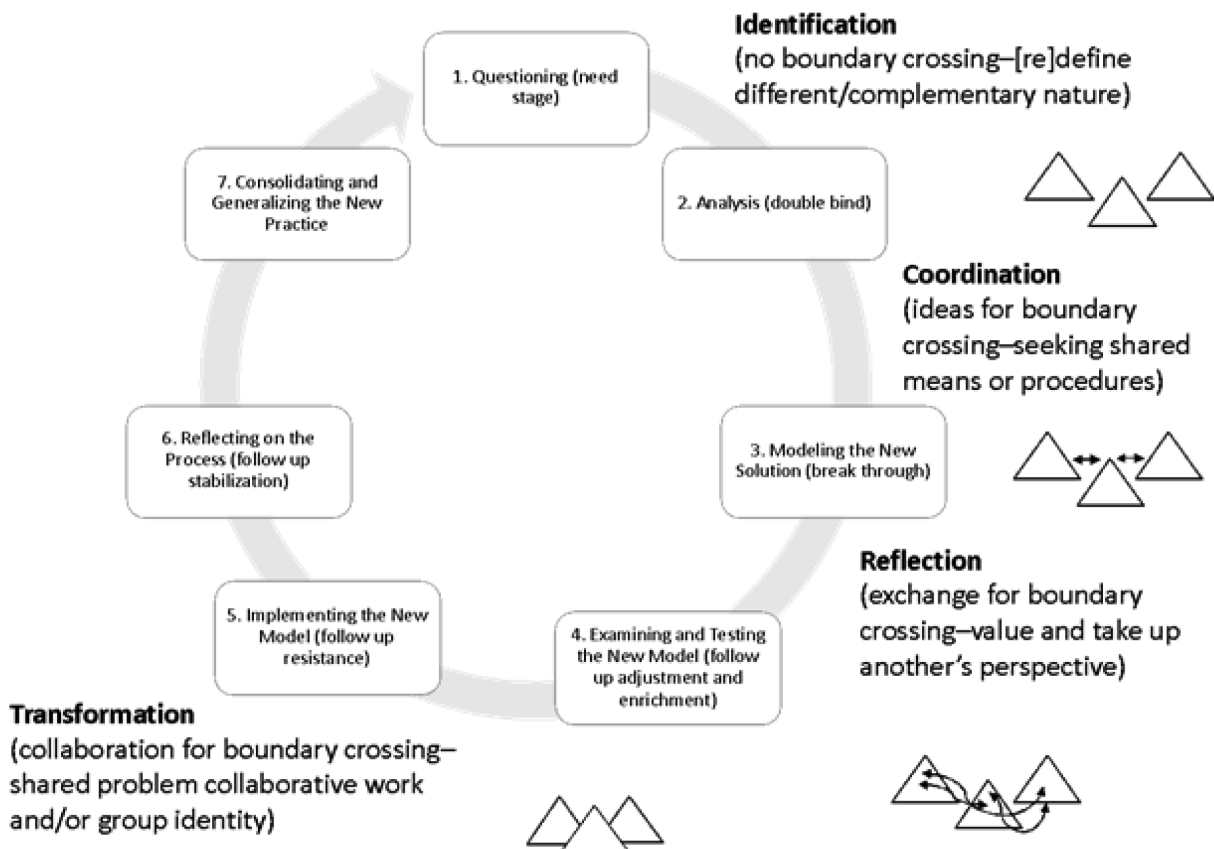 Identification
(no boundary crossing–[re]define
different/complementary nature)
1. Questioning (need
stage)
2. Analysis (double bind)
Coordination
(ideas for boundary
crossing–seeking shared
means or procedures)
3. Modeling the New
Solution (break through)
Reflection
(exchange for boundary
crossing–value and take up
another's perspective)
4. Examining and Testing
the New Model (follow
up adjustment and
enrichment)
5. Implementing the New
Model (follow up
resistance)
Transformation
(collaboration for boundary crossing–
shared problem collaborative work
and/or group identity)
6. Reflecting on the
Process (follow up
stabilization)
7. Consolidating and
Generalizing the New
Practice